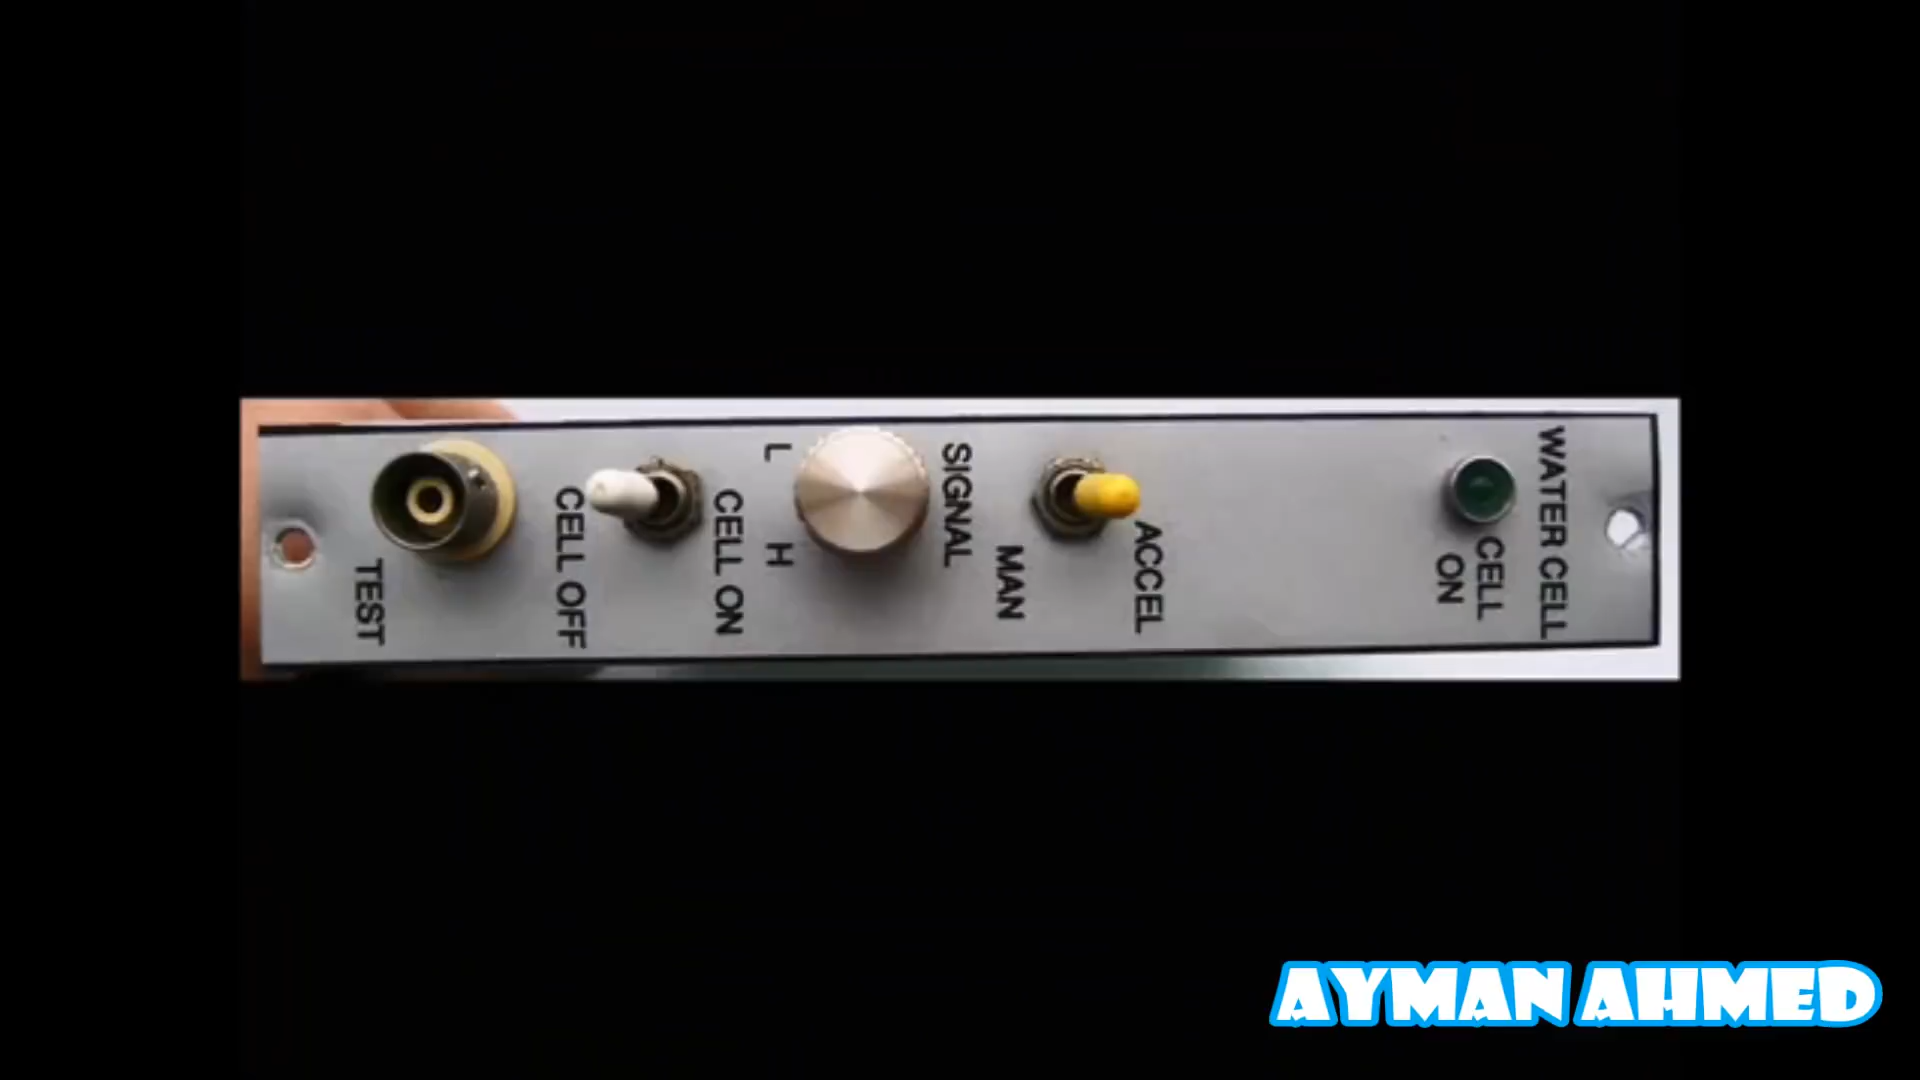 WATER CELL
CELL
ON
ACCEL
MAN
SIGNAL
L
H
CELL ON
CELL OFF
TEST
AYMAN AHMED